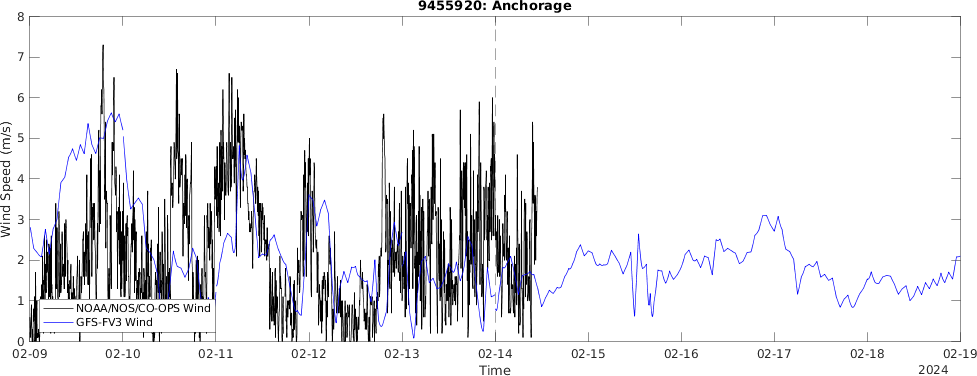 9455920: Anchorage
8
7
6
5
4
3
2
1
0
Wind Speed (m/s)
NOAA/NOS/CO-OPS Wind
GFS-FV3 Wind
02-09 02-10 02-11 02-12 02-13 02-14 02-15 02-16 02-17 02-18 02-19
Time
2024